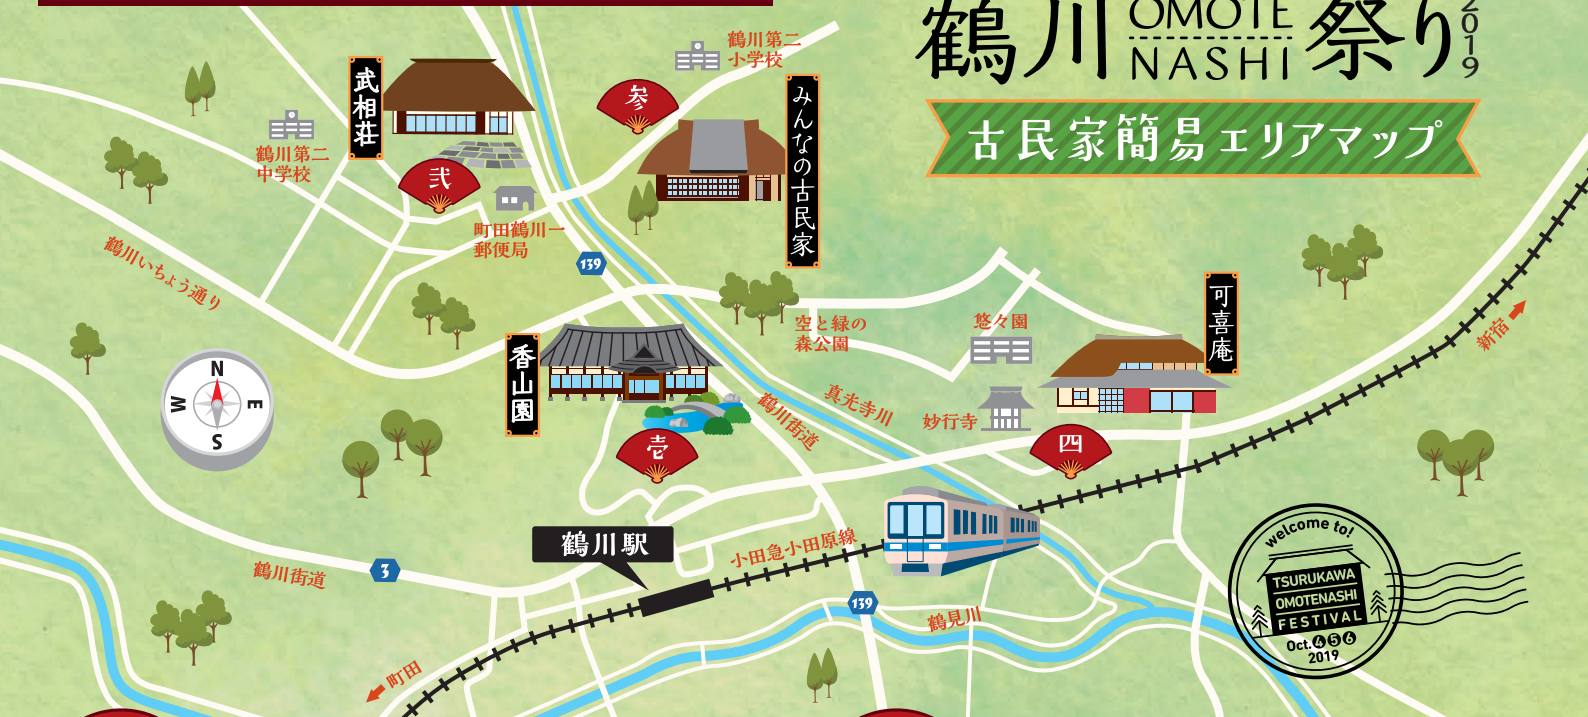 鶴川 OMOTE NASHI 祭り 2019
古民家簡易エリアマップ
鶴川第二
小学校
武相荘
参
みんなの古民家
鶴川第二
中学校
弐
町田鶴川一
郵便局
鶴川いちょう通り
139
空と緑の
森公園
悠々園
可喜庵
新宿
香山園
N
W
E
S
壱
鶴川街道
真光寺川
妙行寺
四
鶴川駅
小田急小田原線
鶴川街道
3
139
鶴見川
町田
welcome to!
TSURUKAWA
OMOTENASHI
FESTIVAL
Oct.456
2019